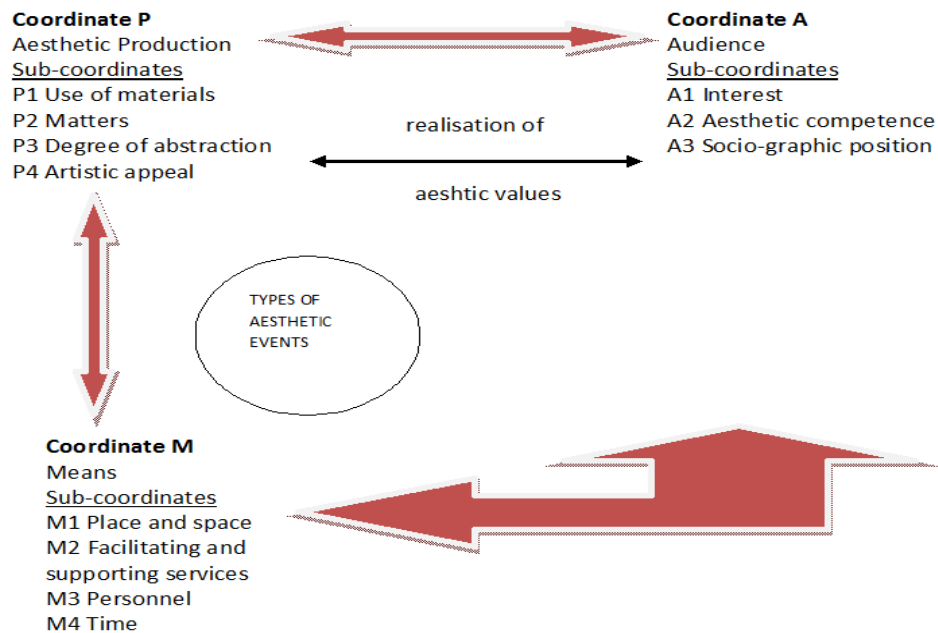 Coordinate P
Aesthetic Production
Sub-coordinates
P1 Use of materials
P2 Matters
P3 Degree of abstraction
P4 Artistic appeal
Coordinate A
Audience
Sub-coordinates
A1 Interest
A2 Aesthetic competence
A3 Socio-graphic position
realisation of
aeshtic values
TYPES OF
AESTHETIC
EVENTS
Coordinate M
Means
Sub-coordinates
M1 Place and space
M2 Facilitating and
supporting services
M3 Personnel
M4 Time